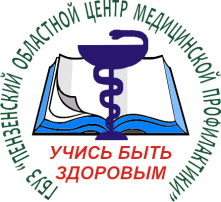 ГБУЗ "ПЕНЗЕНСКИЙ ОБЛАСТНОЙ ЦЕНТР МЕДИЦИНСКОЙ ПРОФИЛАКТИКИ"
УЧИСЬ БЫТЬ
ЗДОРОВЫМ